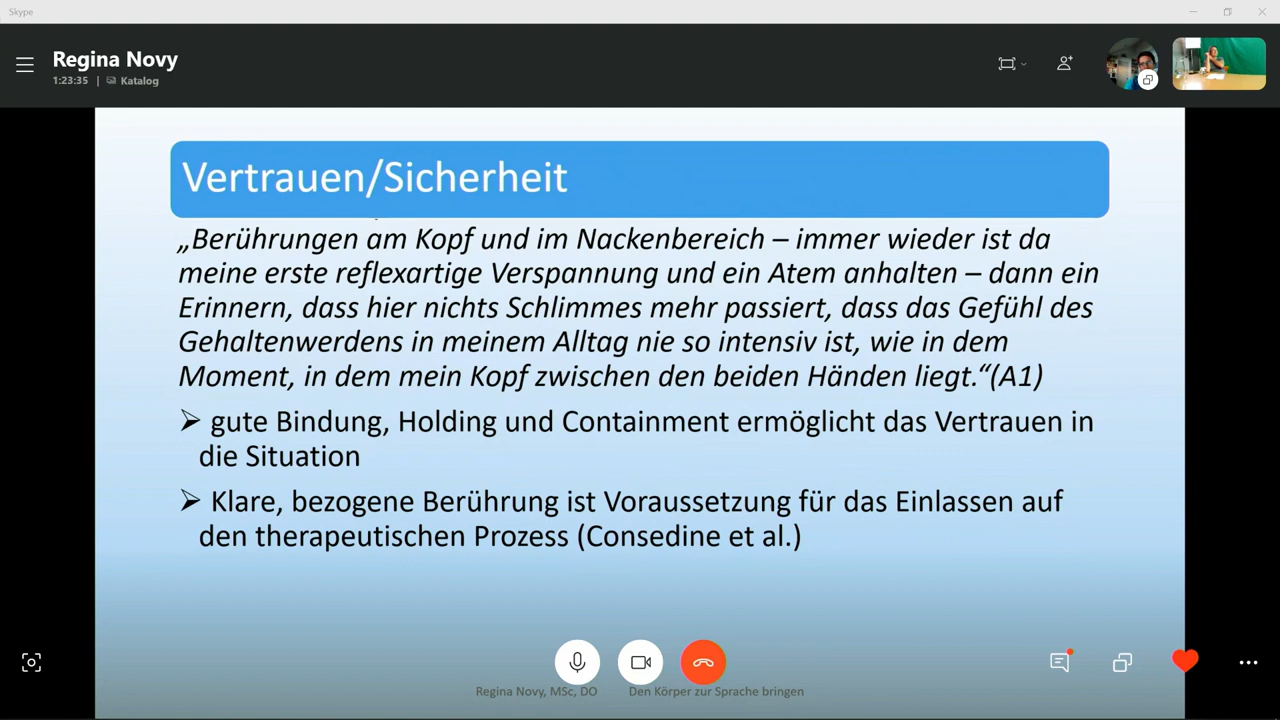 Skype
Regina Novy
1:23:35 | Katalog
Vertrauen/Sicherheit
„Berührungen am Kopf und im Nackenbereich – immer wieder ist da
meine erste reflexartige Verspannung und ein Atem anhalten – dann ein
Erinnern, dass hier nichts Schlimmes mehr passiert, dass das Gefühl des
Gehaltenwerdens in meinem Alltag nie so intensiv ist, wie in dem
Moment, in dem mein Kopf zwischen den beiden Händen liegt.“(A1)
➢ gute Bindung, Holding und Containment ermöglicht das Vertrauen in
die Situation
➢ Klare, bezogene Berührung ist Voraussetzung für das Einlassen auf
den therapeutischen Prozess (Consedine et al.)
Regina Novy, MSc, DO Den Körper zur Sprache bringen